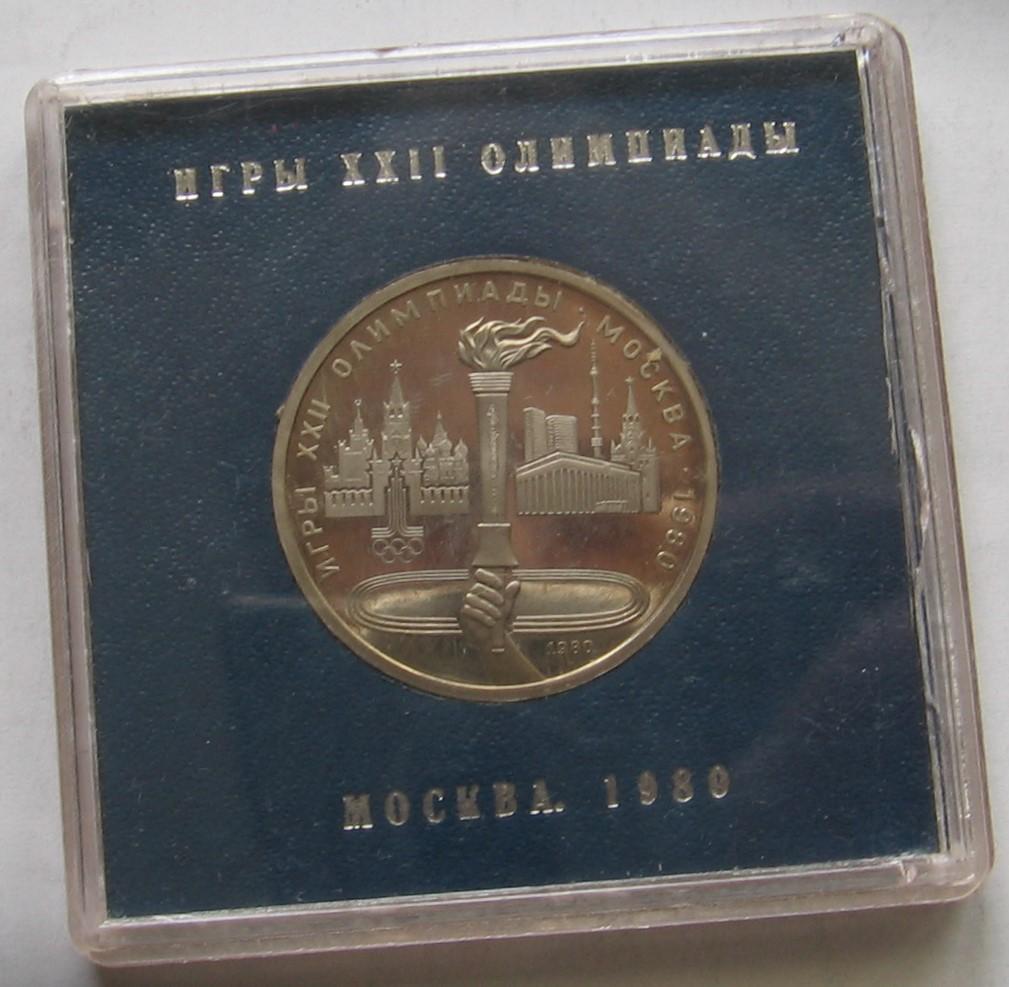 ИГРЫ XXII ОЛИМПИАДЫ
ИГРЫ XXII ОЛИМПИАДЫ · МОСКВА · 1980
1980
МОСКВА. 1980